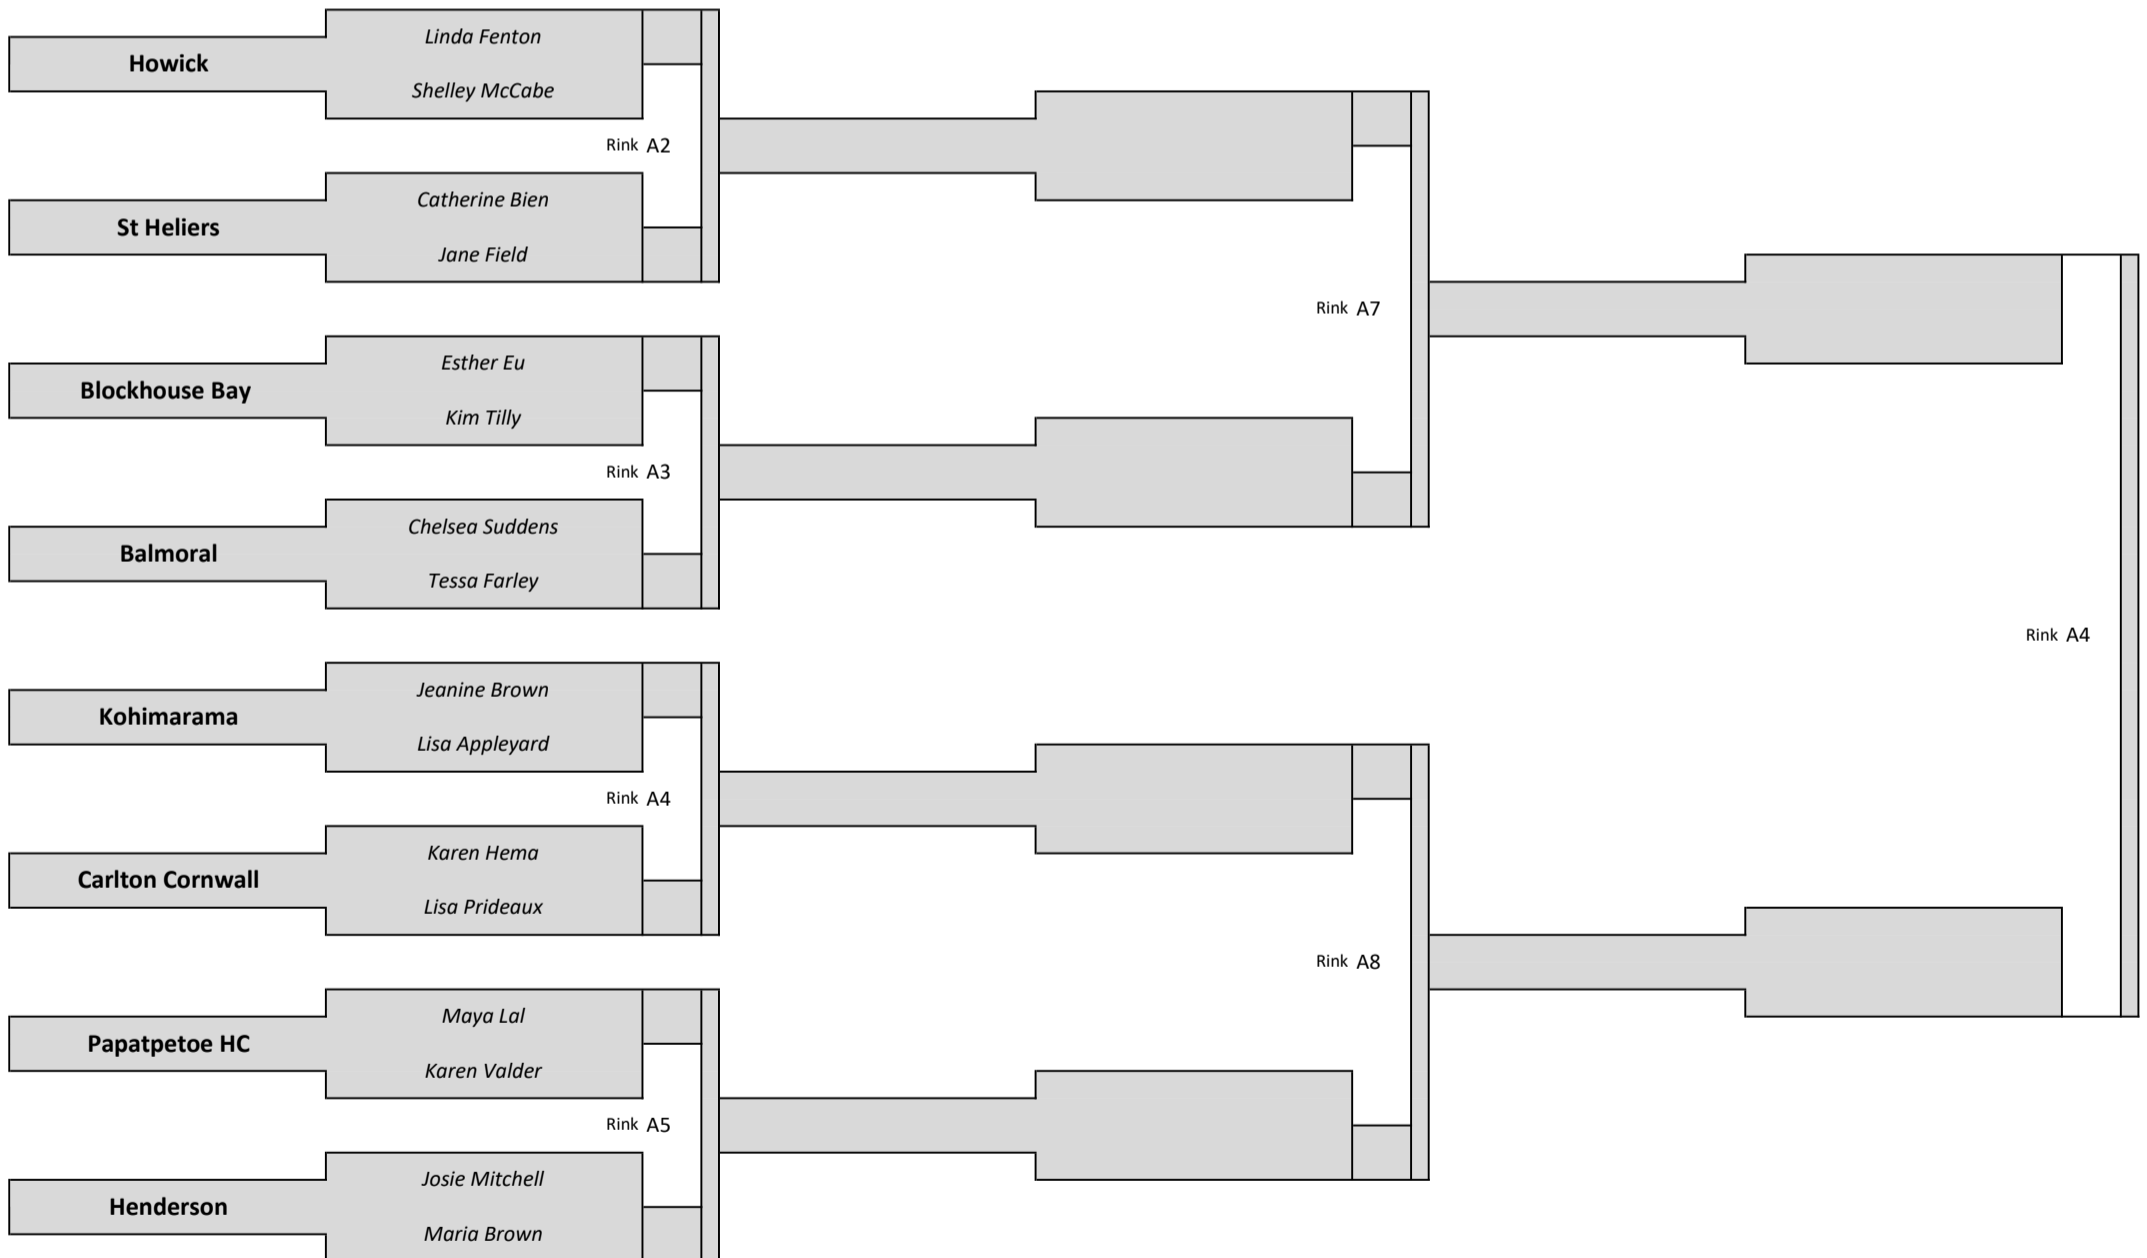 Linda Fenton
Howick
Shelley McCabe
Rink A2
Catherine Bien
St Heliers
Jane Field
Rink A7
Esther Eu
Blockhouse Bay
Kim Tilly
Rink A3
Chelsea Suddens
Balmoral
Tessa Farley
Rink A4
Jeanine Brown
Kohimarama
Lisa Appleyard
Rink A4
Karen Hema
Carlton Cornwall
Lisa Prideaux
Rink A8
Maya Lal
Papatpetoe HC
Karen Valder
Rink A5
Josie Mitchell
Henderson
Maria Brown